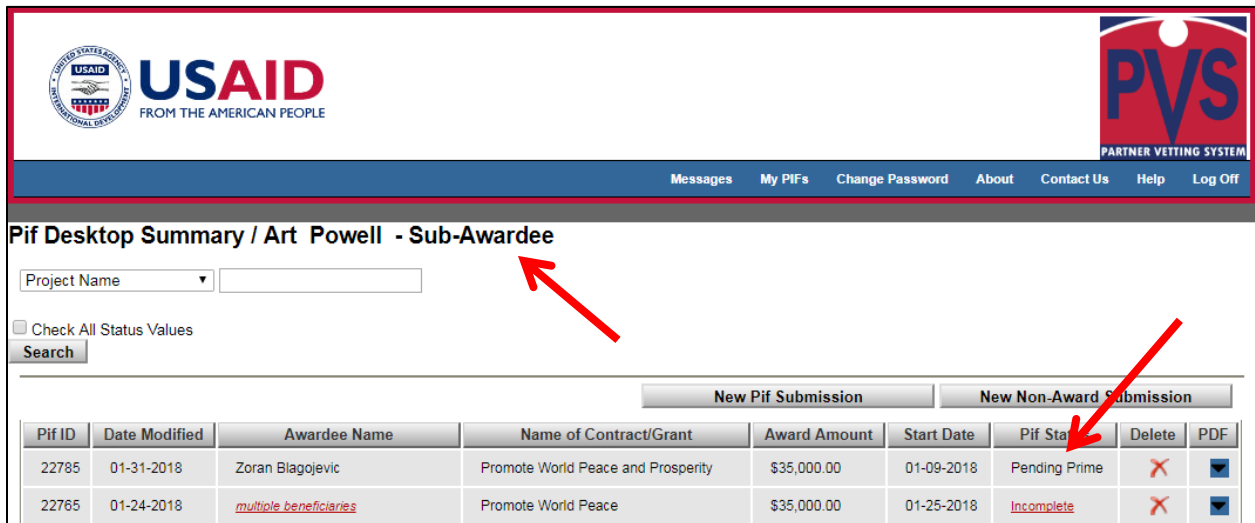 UNITED STATES AGENCY
USAID
INTERNATIONAL DEVELOPMENT
USAID
FROM THE AMERICAN PEOPLE
PVS
PARTNER VETTING SYSTEM
Messages My PIFs Change Password About Contact Us Help Log Off
Pif Desktop Summary / Art Powell - Sub-Awardee
Project Name
Check All Status Values
Search
New Pif Submission New Non-Award Submission
Pif ID Date Modified Awardee Name Name of Contract/Grant Award Amount Start Date Pif Status Delete PDF
22785 01-31-2018 Zoran Blagojevic Promote World Peace and Prosperity $35,000.00 01-09-2018 Pending Prime
22765 01-24-2018 multiple beneficiaries Promote World Peace $35,000.00 01-25-2018 Incomplete